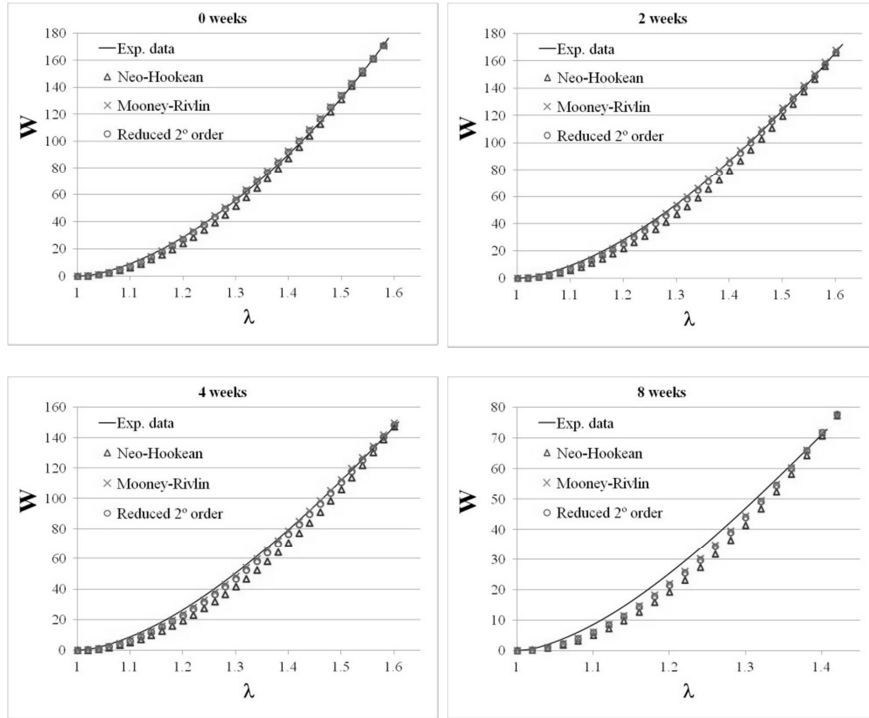 0 weeks
180
160
140
120
100
80
60
40
20
0
W
Exp. data
Neo-Hookean
Mooney-Rivlin
Reduced 2º order
1 1.1 1.2 1.3 1.4 1.5 1.6
λ
2 weeks
180
160
140
120
100
80
60
40
20
0
W
Exp. data
Neo-Hookean
Mooney-Rivlin
Reduced 2º order
1 1.1 1.2 1.3 1.4 1.5 1.6
λ
4 weeks
160
140
120
100
80
60
40
20
0
W
Exp. data
Neo-Hookean
Mooney-Rivlin
Reduced 2º order
1 1.1 1.2 1.3 1.4 1.5 1.6
λ
8 weeks
80
70
60
50
40
30
20
10
0
W
Exp. data
Neo-Hookean
Mooney-Rivlin
Reduced 2º order
1 1.1 1.2 1.3 1.4
λ